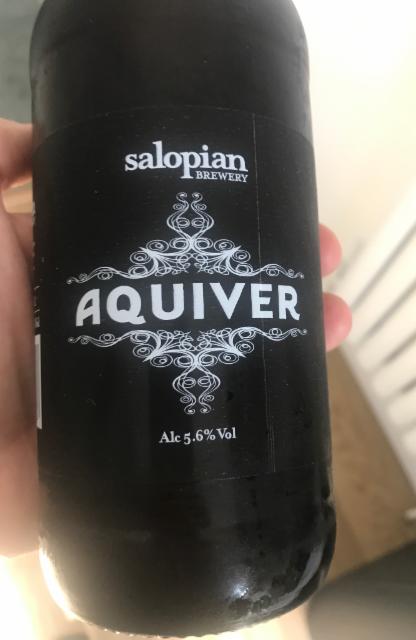 salopian
BREWERY
AQUIVER
Alc 5.6% Vol